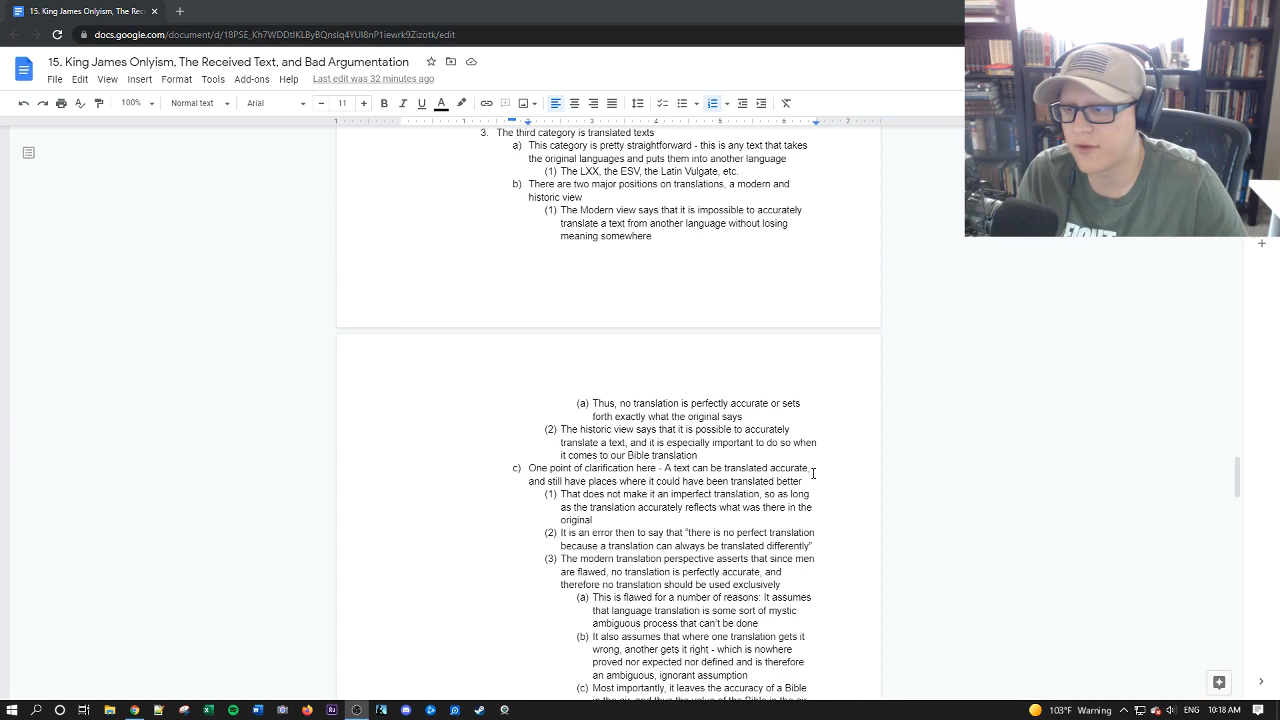 15. King James Onlyism, The Rec
docs.google.com
15. King James Onlyism, The Received Text, and Bad Argumentation
File Edit View Insert Format Tools Add-ons Help
Last edit was 32 minutes ago
100% Normal text Arial 11
3. The third category is translated texts
a) This category is pretty straightforward - this is any text that takes
the original languages and puts them into another language
(1) The LXX, the ESV, the Latin Vulgate, etc.
b) There are two major positions on translations, a modern and
historic view
(1) The Modern view says that it is impossible to accurately
translate a text from another language without losing
meaning somewhere
(a) Thus, no translation is perfectly accurate or sets
forth exactly what the original says
(2) The historic view says that it is possible to accurately
translate a text, and it is especially important to do so when
it comes to our Bible translation
c) One point of clarification here - A text can be translated accurate,
and still have places where it could have been translated better
(1) That does not make it an imperfect translation, so as long
as the translation accurately reflects what was there in the
original
(2) It is an error then to say that "there is no perfect translation
because a translation can always be translated differently"
(3) The modern translation perspective asserts that since men
are flawed, no translation is perfectly accurate, and
therefore no translation should be used exclusively
(a) This is flawed for a number of reasons: It assumes
that language translation is some sort of mystic
ambiguous process that can't be done
(b) It also assumes that where one translation gets it
wrong, another gets it right - which is nowhere
proved nor expected nor defined and is therefore
an ambiguous, ignorant assumption
(c) Most importantly, it leaves the accuracy of a Bible
103°F Warning ENG 10:18 AM